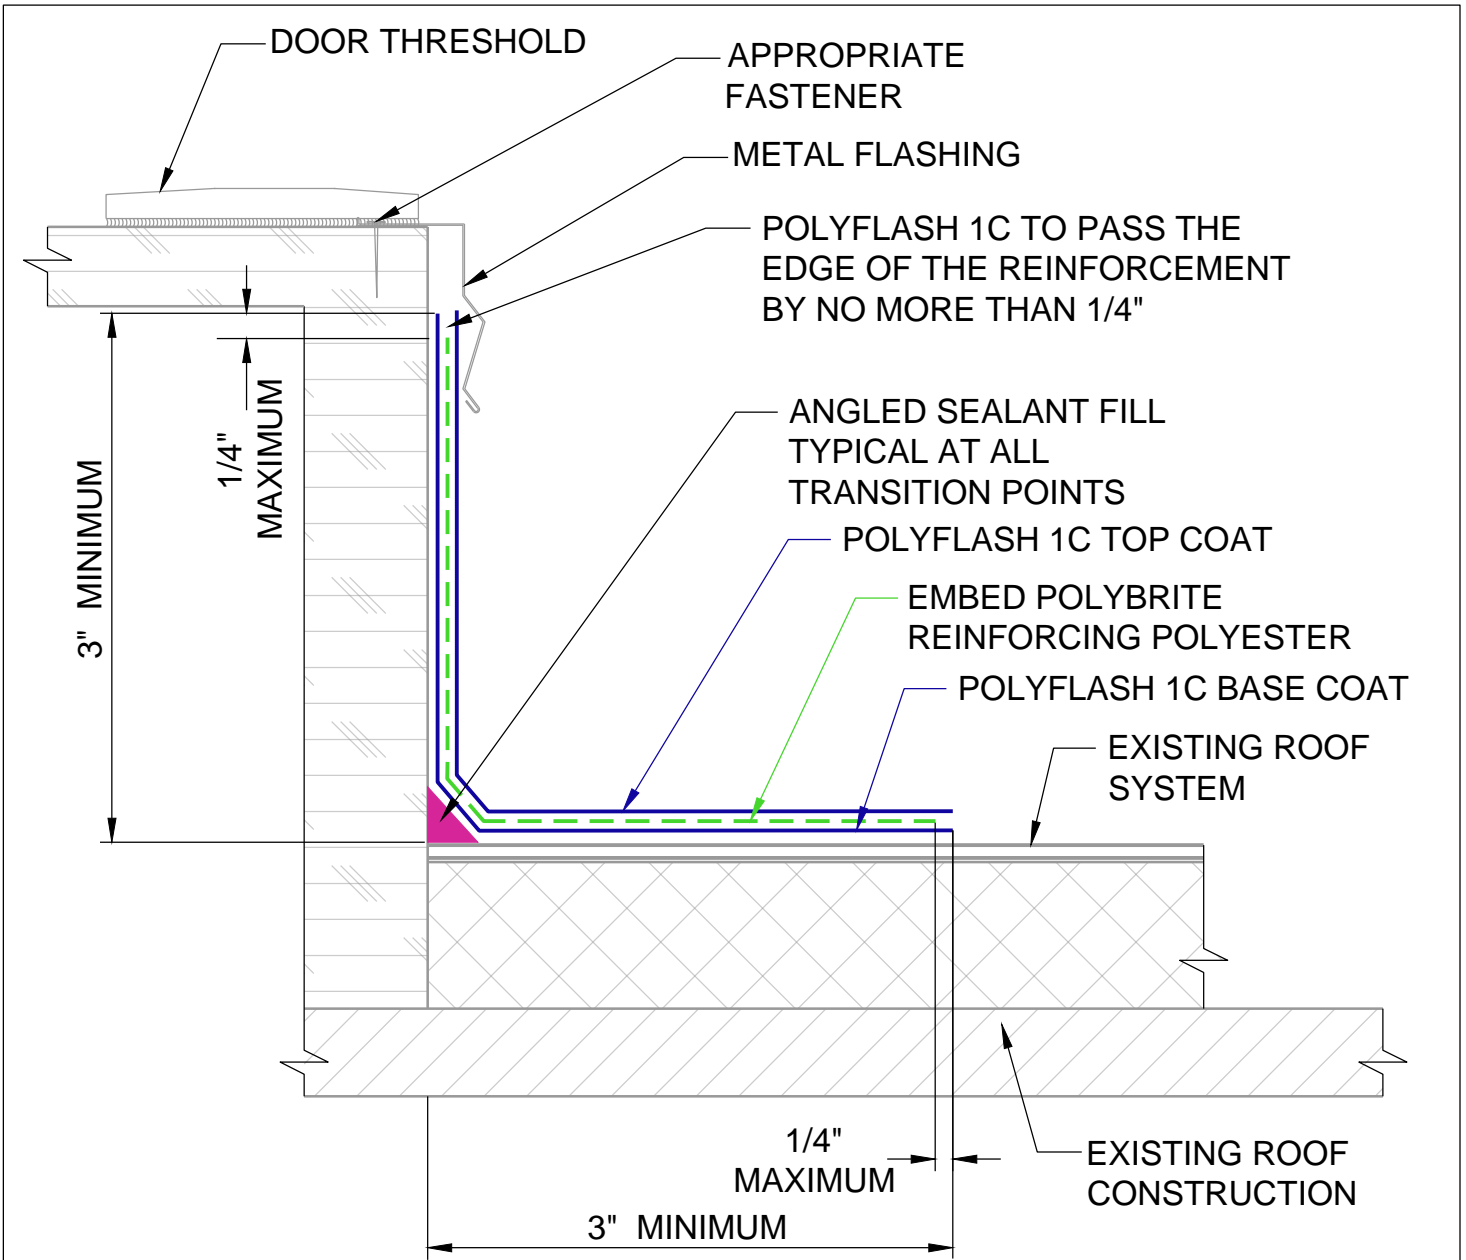 DOOR THRESHOLD
APPROPRIATE
FASTENER
METAL FLASHING
POLYFLASH 1C TO PASS THE
EDGE OF THE REINFORCEMENT
BY NO MORE THAN 1/4"
1/4"
MAXIMUM
3" MINIMUM
ANGLED SEALANT FILL
TYPICAL AT ALL
TRANSITION POINTS
POLYFLASH 1C TOP COAT
EMBED POLYBRITE
REINFORCING POLYESTER
POLYFLASH 1C BASE COAT
EXISTING ROOF
SYSTEM
1/4"
MAXIMUM
EXISTING ROOF
CONSTRUCTION
3" MINIMUM